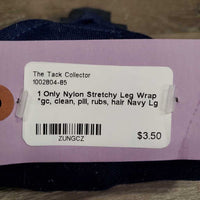 The Tack Collector
1002804-85
1 Only Nylon Stretchy Leg Wrap
*gc, clean, pill, rubs, hair Navy Lg
ZUNGCZ
$3.50